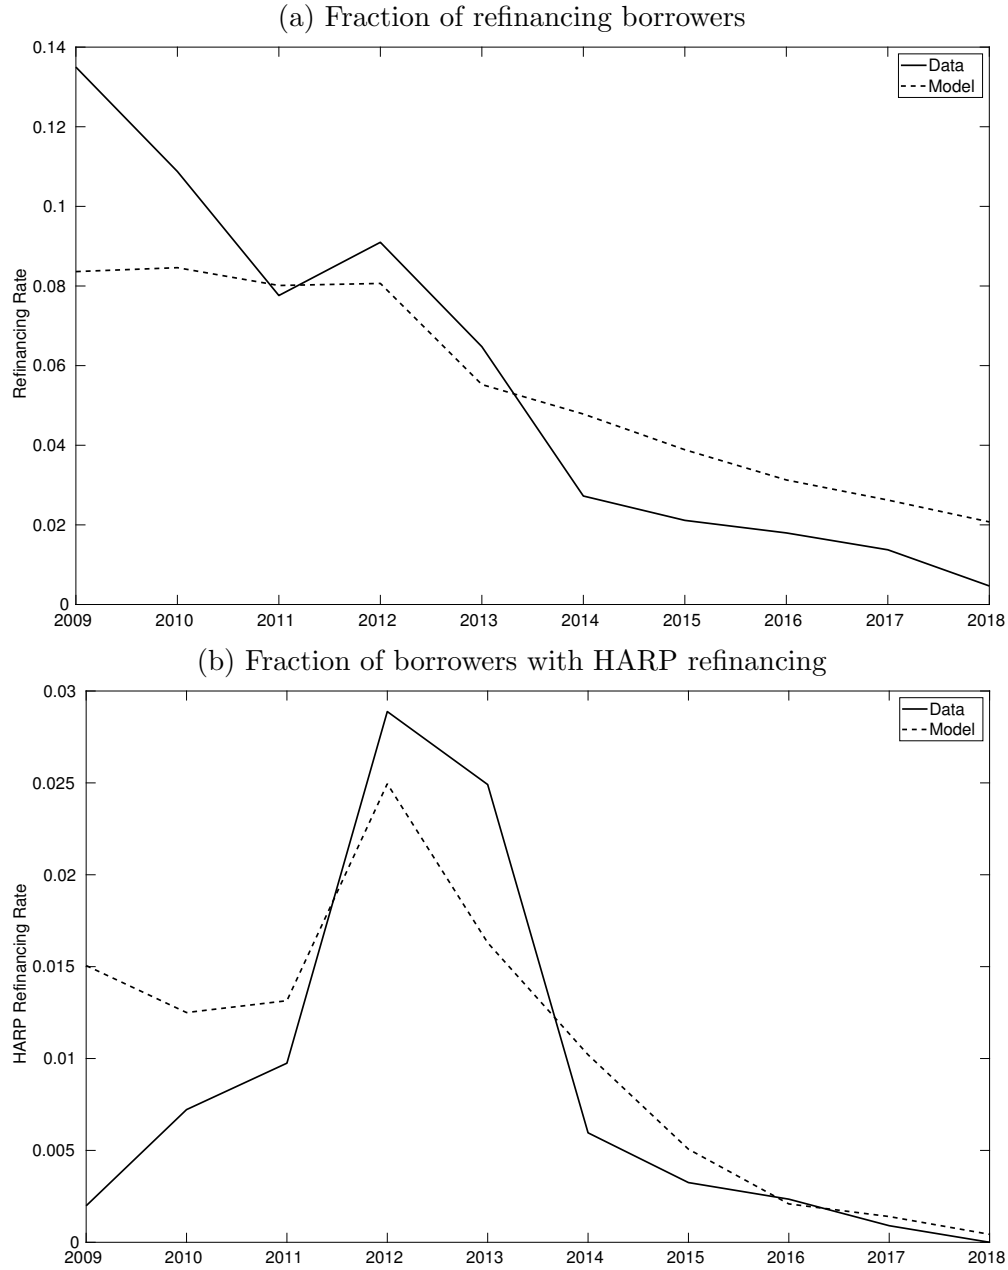 (a) Fraction of refinancing borrowers
0.14
0.12
0.1
0.08
0.06
0.04
0.02
0
Refinancing Rate
Data
Model
2009 2010 2011 2012 2013 2014 2015 2016 2017 2018
(b) Fraction of borrowers with HARP refinancing
0.03
0.025
0.02
0.015
0.01
0.005
0
HARP Refinancing Rate
Data
Model
2009 2010 2011 2012 2013 2014 2015 2016 2017 2018